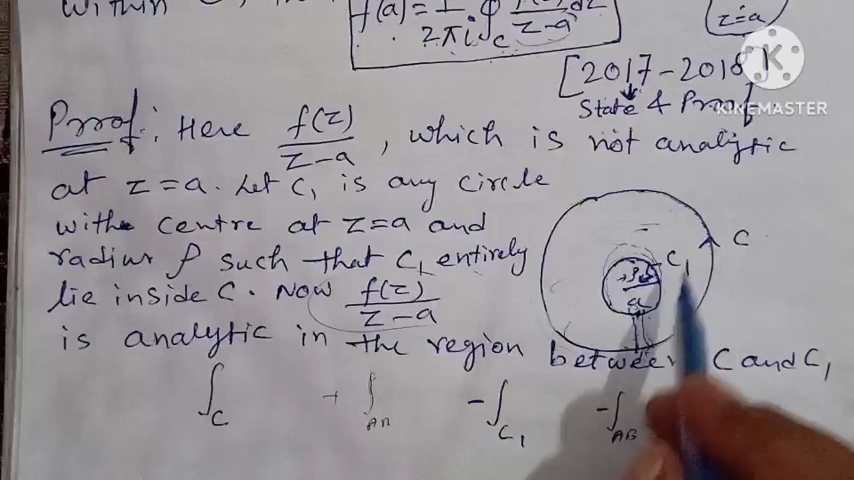 within
f(a) = 1/2πi ∮c f(z)/z-a dz
z=a
[2017-2018]
State & Proof
KINEMASTER
Proof: Here f(z)/z-a, which is not analytic
at z=a. Let C₁ is any circle
with centre at z=a and
radius ρ such that C₁ entirely
lie inside C. Now f(z)/z-a
is analytic in the region between C and C₁
C
C₁
ρ
a
∫C + ∫AB -∫C₁ -∫AB